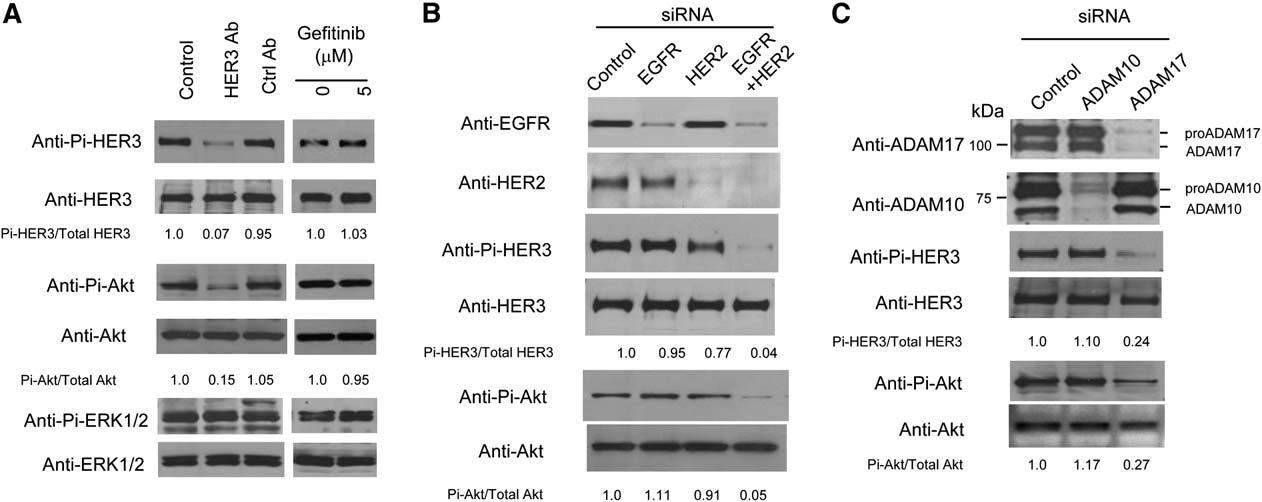 A
Control
HER3 Ab
Ctrl Ab
Gefitinib
(μM)
0
5
Anti-Pi-HER3
Anti-HER3
Pi-HER3/Total HER3 1.0 0.07 0.95 1.0 1.03
Anti-Pi-Akt
Anti-Akt
Pi-Akt/Total Akt 1.0 0.15 1.05 1.0 0.95
Anti-Pi-ERK1/2
Anti-ERK1/2
B
siRNA
Control
EGFR
HER2
EGFR
+HER2
Anti-EGFR
Anti-HER2
Anti-Pi-HER3
Anti-HER3
Pi-HER3/Total HER3 1.0 0.95 0.77 0.04
Anti-Pi-Akt
Anti-Akt
Pi-Akt/Total Akt 1.0 1.11 0.91 0.05
C
siRNA
Control
ADAM10
ADAM17
kDa
Anti-ADAM17 100 proADAM17
ADAM17
75 proADAM10
Anti-ADAM10 ADAM10
Anti-Pi-HER3
Anti-HER3
Pi-HER3/Total HER3 1.0 1.10 0.24
Anti-Pi-Akt
Anti-Akt
Pi-Akt/Total Akt 1.0 1.17 0.27